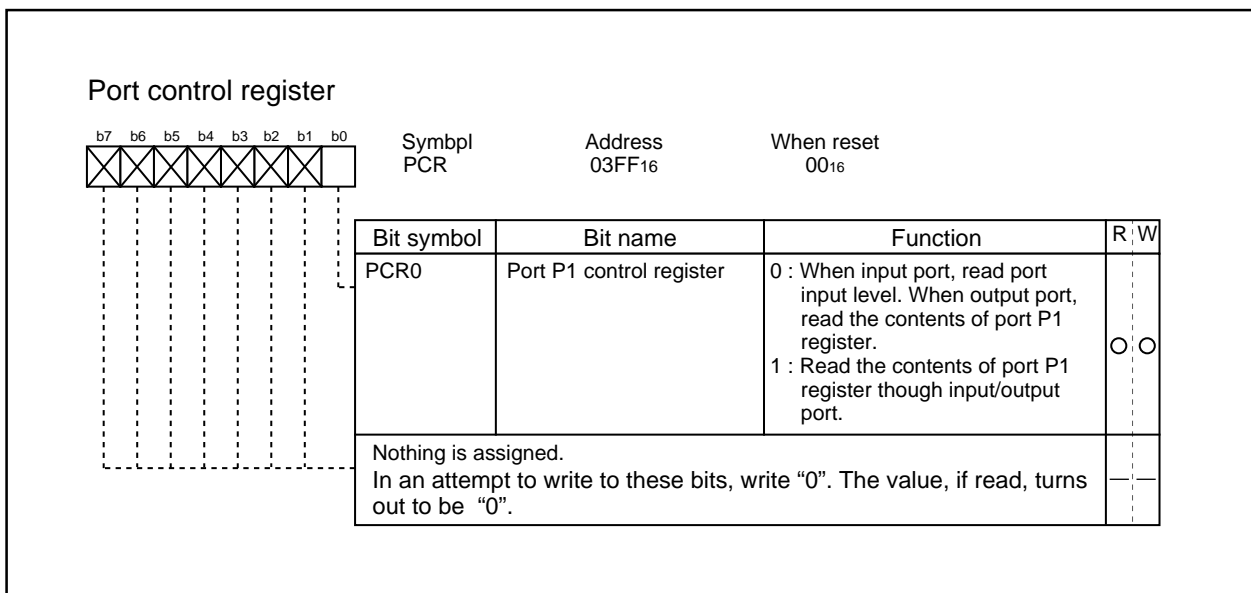 Port control register
b7 b6 b5 b4 b3 b2 b1 b0
Symbpl Address When reset
PCR 03FF16 0016
Bit symbol Bit name Function R W
PCR0 Port P1 control register 0 : When input port, read port
input level. When output port,
read the contents of port P1
register.
1 : Read the contents of port P1
register though input/output
port.
Nothing is assigned.
In an attempt to write to these bits, write “0”. The value, if read, turns
out to be “0”.